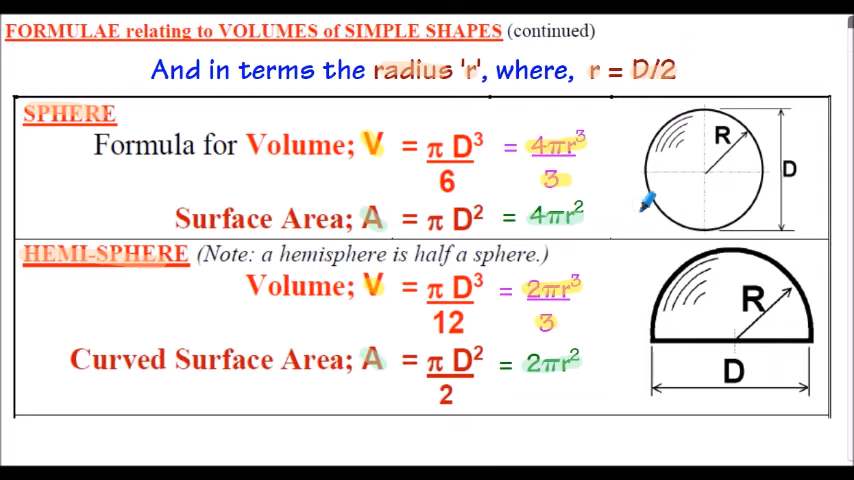 FORMULAE relating to VOLUMES of SIMPLE SHAPES (continued)
And in terms the radius 'r', where, r = D/2
SPHERE
Formula for Volume; V = π D³/6 = 4πr³/3
R
D
Surface Area; A = π D² = 4πr²
HEMI-SPHERE (Note: a hemisphere is half a sphere.)
Volume; V = π D³/12 = 2πr³/3
R
Curved Surface Area; A = π D²/2 = 2πr²
D